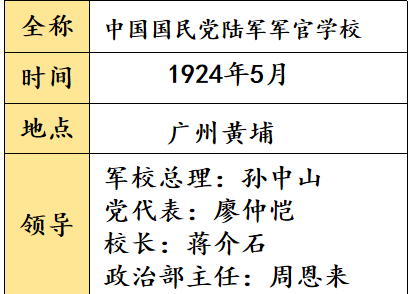 全称 中国国民党陆军军官学校
时间 1924年5月
地点 广州黄埔
领导
军校总理：孙中山
党代表：廖仲恺
校长：蒋介石
政治部主任：周恩来